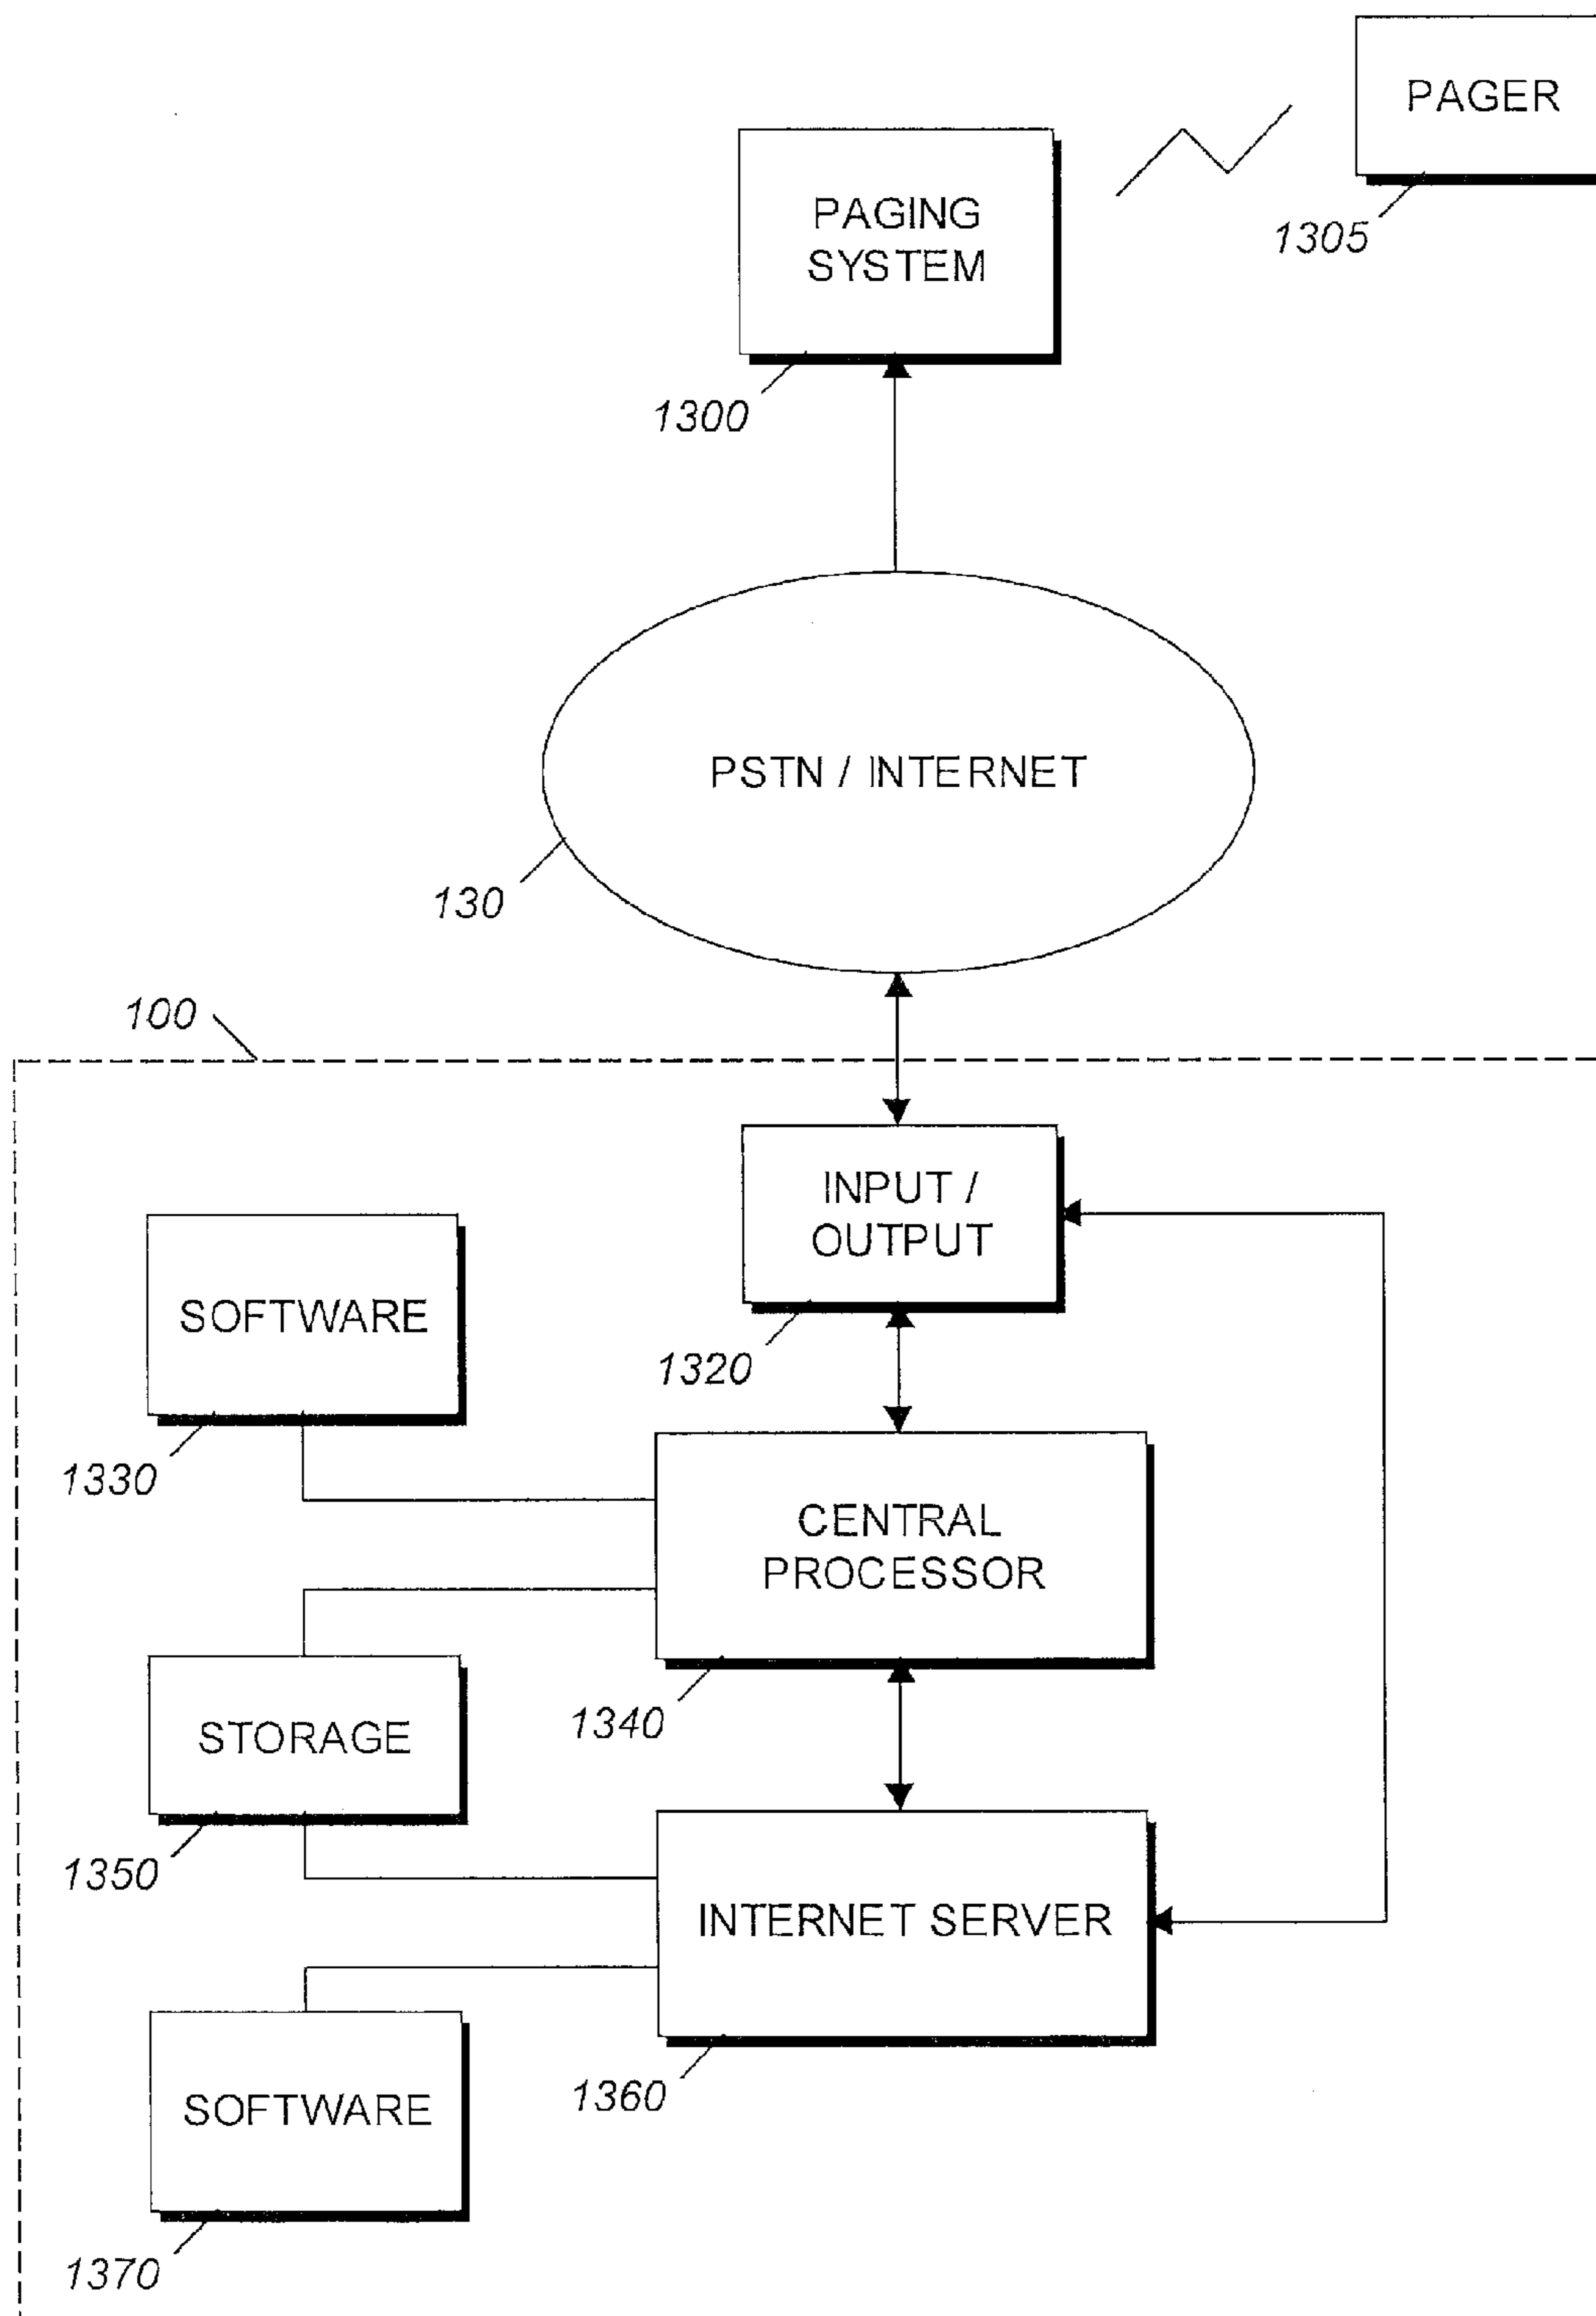 PAGER
1305
PAGING
SYSTEM
1300
PSTN / INTERNET
130
100
INPUT /
OUTPUT
1320
SOFTWARE
1330
CENTRAL
PROCESSOR
1340
STORAGE
1350
INTERNET SERVER
1360
SOFTWARE
1370